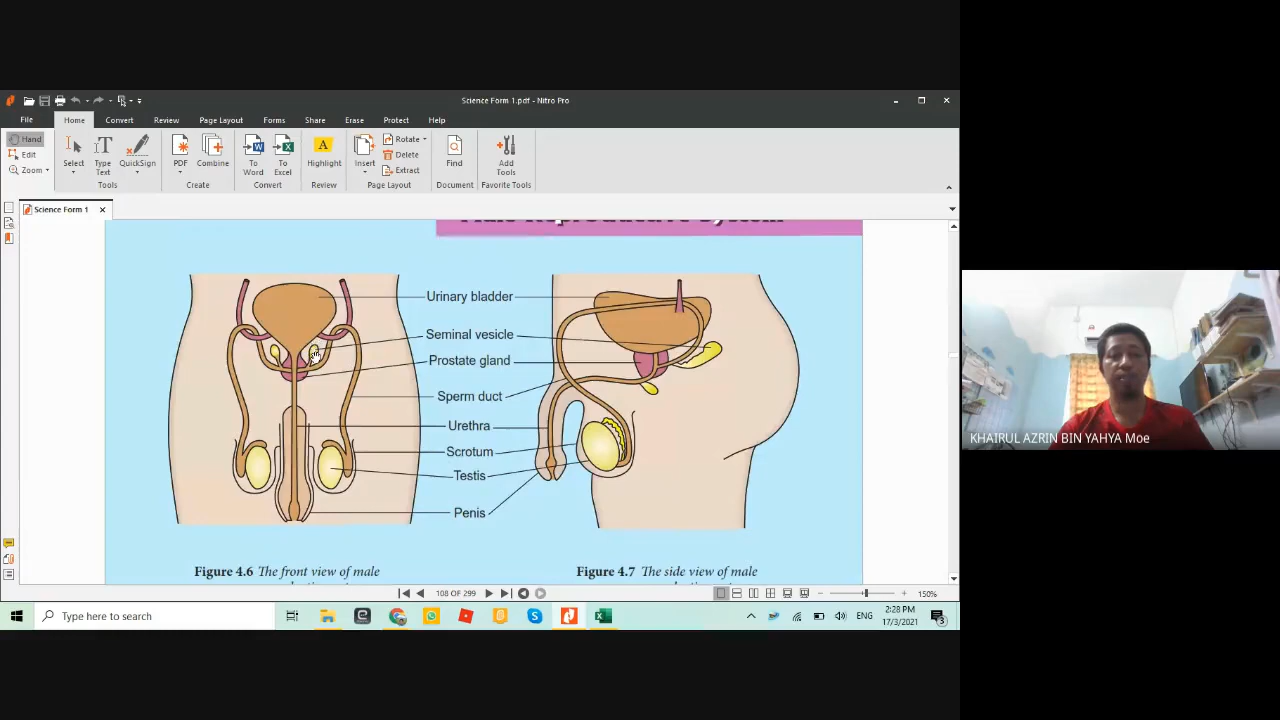 Science Form 1.pdf - Nitro Pro
File Home Convert Review Page Layout Forms Share Erase Protect Help
Hand
Edit
Zoom
Select
Type Text
QuickSign
PDF
Combine
To Word
To Excel
Highlight
Insert
Rotate
Delete
Extract
Find
Add Tools
Tools Create Convert Review Page Layout Document Favorite Tools
Science Form 1
Male Reproductive System
Urinary bladder
Seminal vesicle
Prostate gland
Sperm duct
Urethra
Scrotum
Testis
Penis
Figure 4.6 The front view of male
Figure 4.7 The side view of male
108 OF 299
150%
Type here to search
ENG
2:28 PM
17/3/2021
3
KHAIRUL AZRIN BIN YAHYA Moe